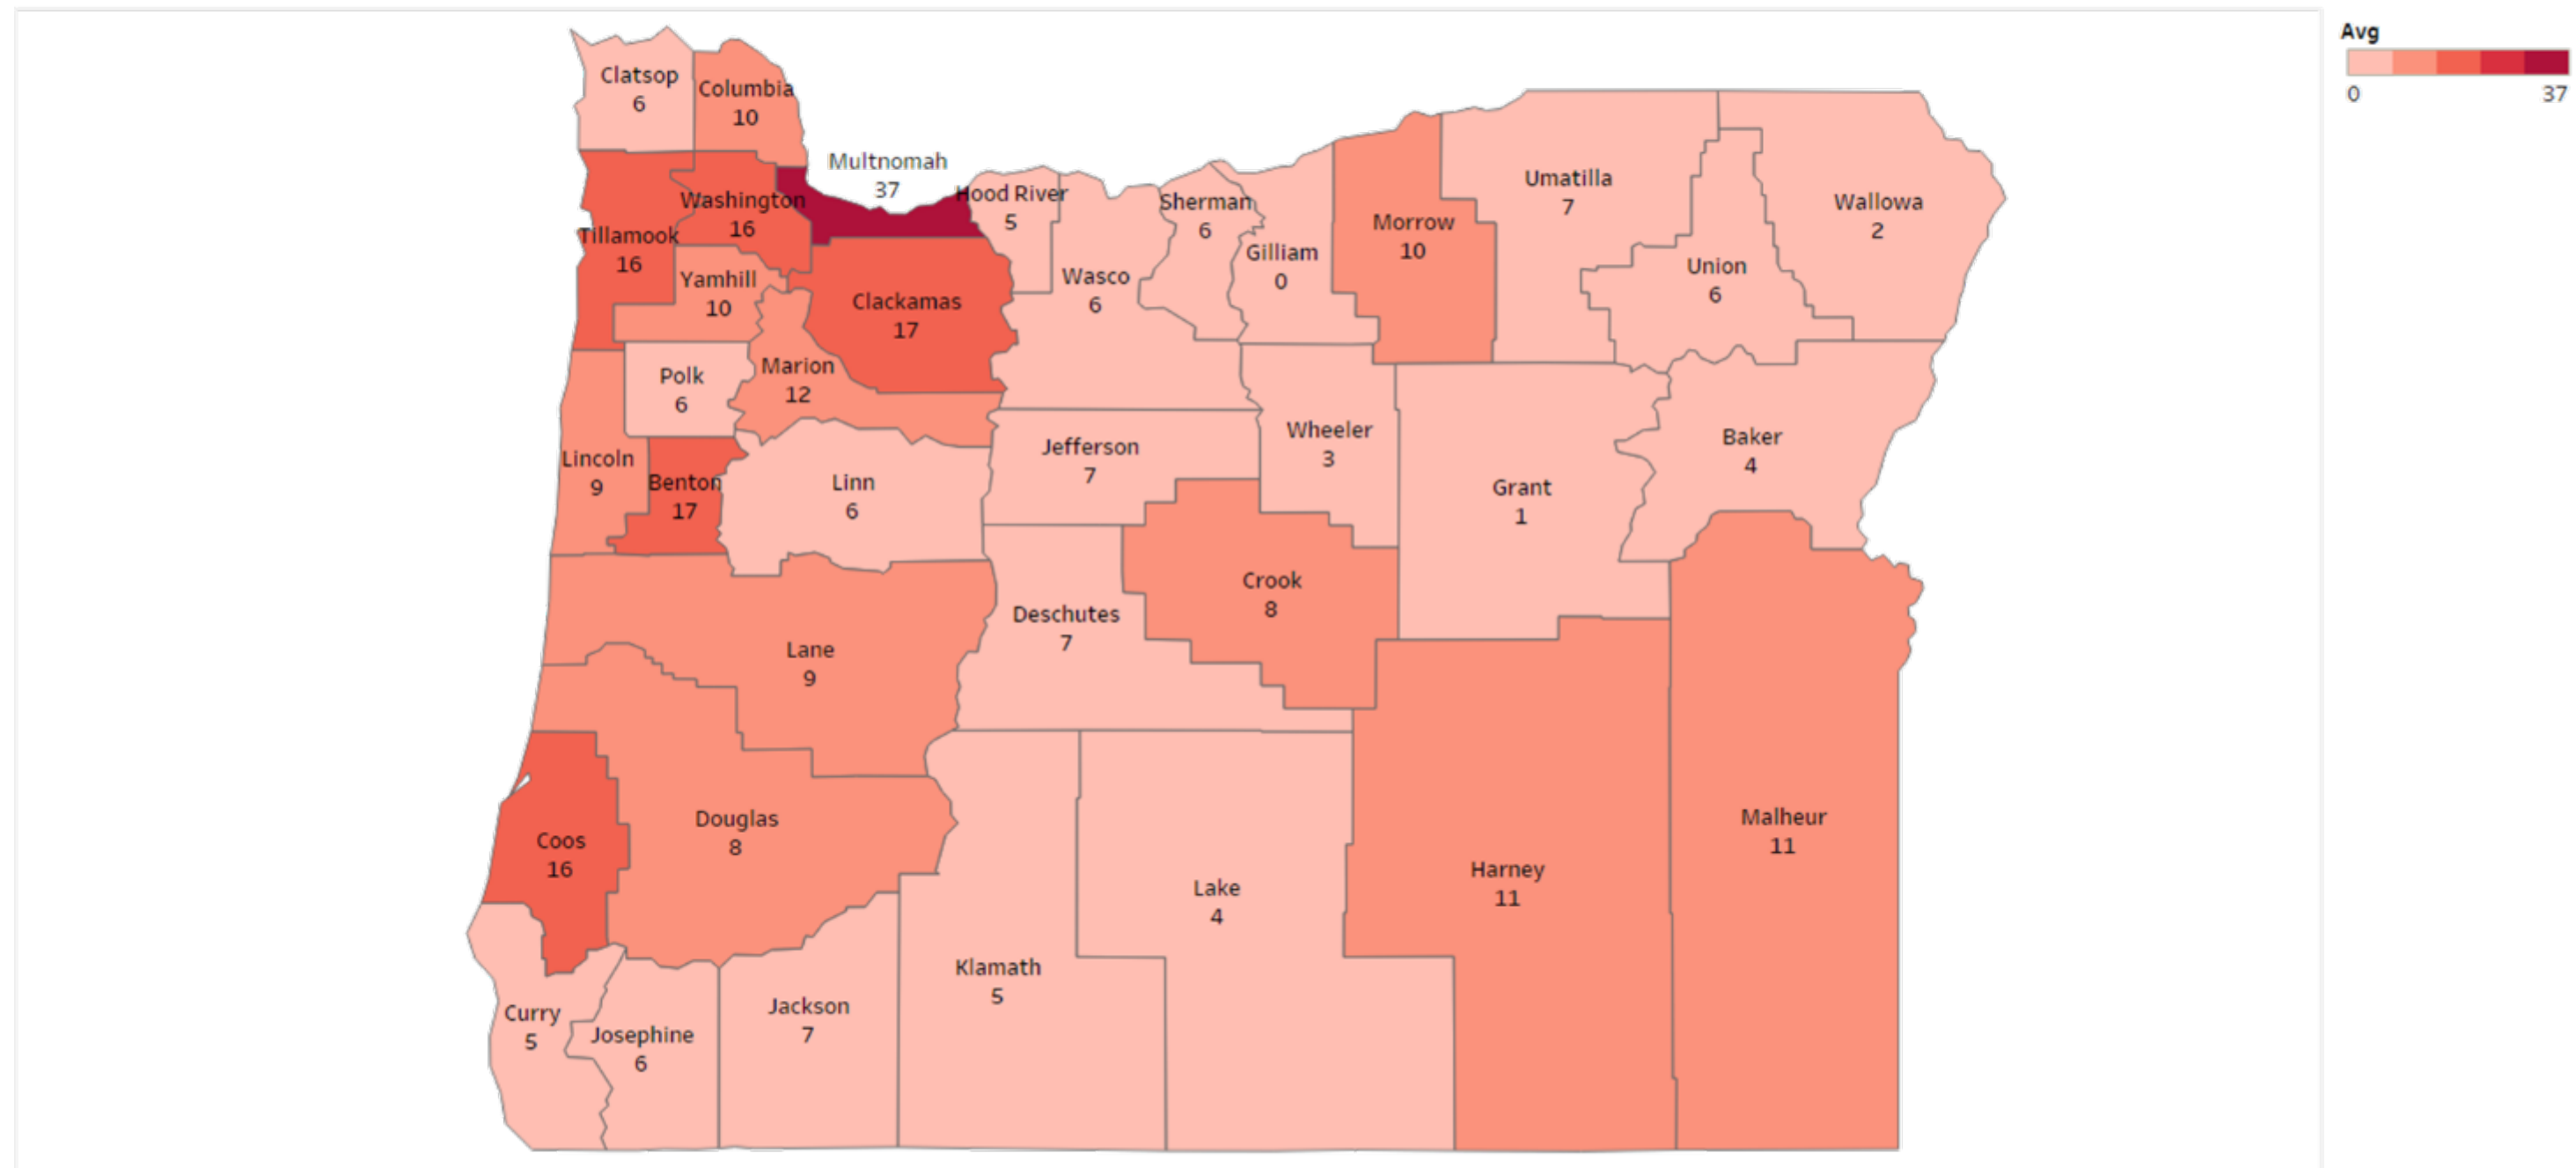 Avg
0
37
Clatsop
6
Columbia
10
Multnomah
37
Hood River
5
Washington
16
Tillamook
16
Sherman
6
Umatilla
7
Wallowa
2
Morrow
10
Gilliam
0
Wasco
6
Union
6
Yamhill
10
Clackamas
17
Polk
6
Marion
12
Wheeler
3
Jefferson
7
Baker
4
Lincoln
9
Benton
17
Linn
6
Grant
1
Crook
8
Deschutes
7
Lane
9
Douglas
8
Coos
16
Malheur
11
Harney
11
Lake
4
Klamath
5
Jackson
7
Curry
5
Josephine
6